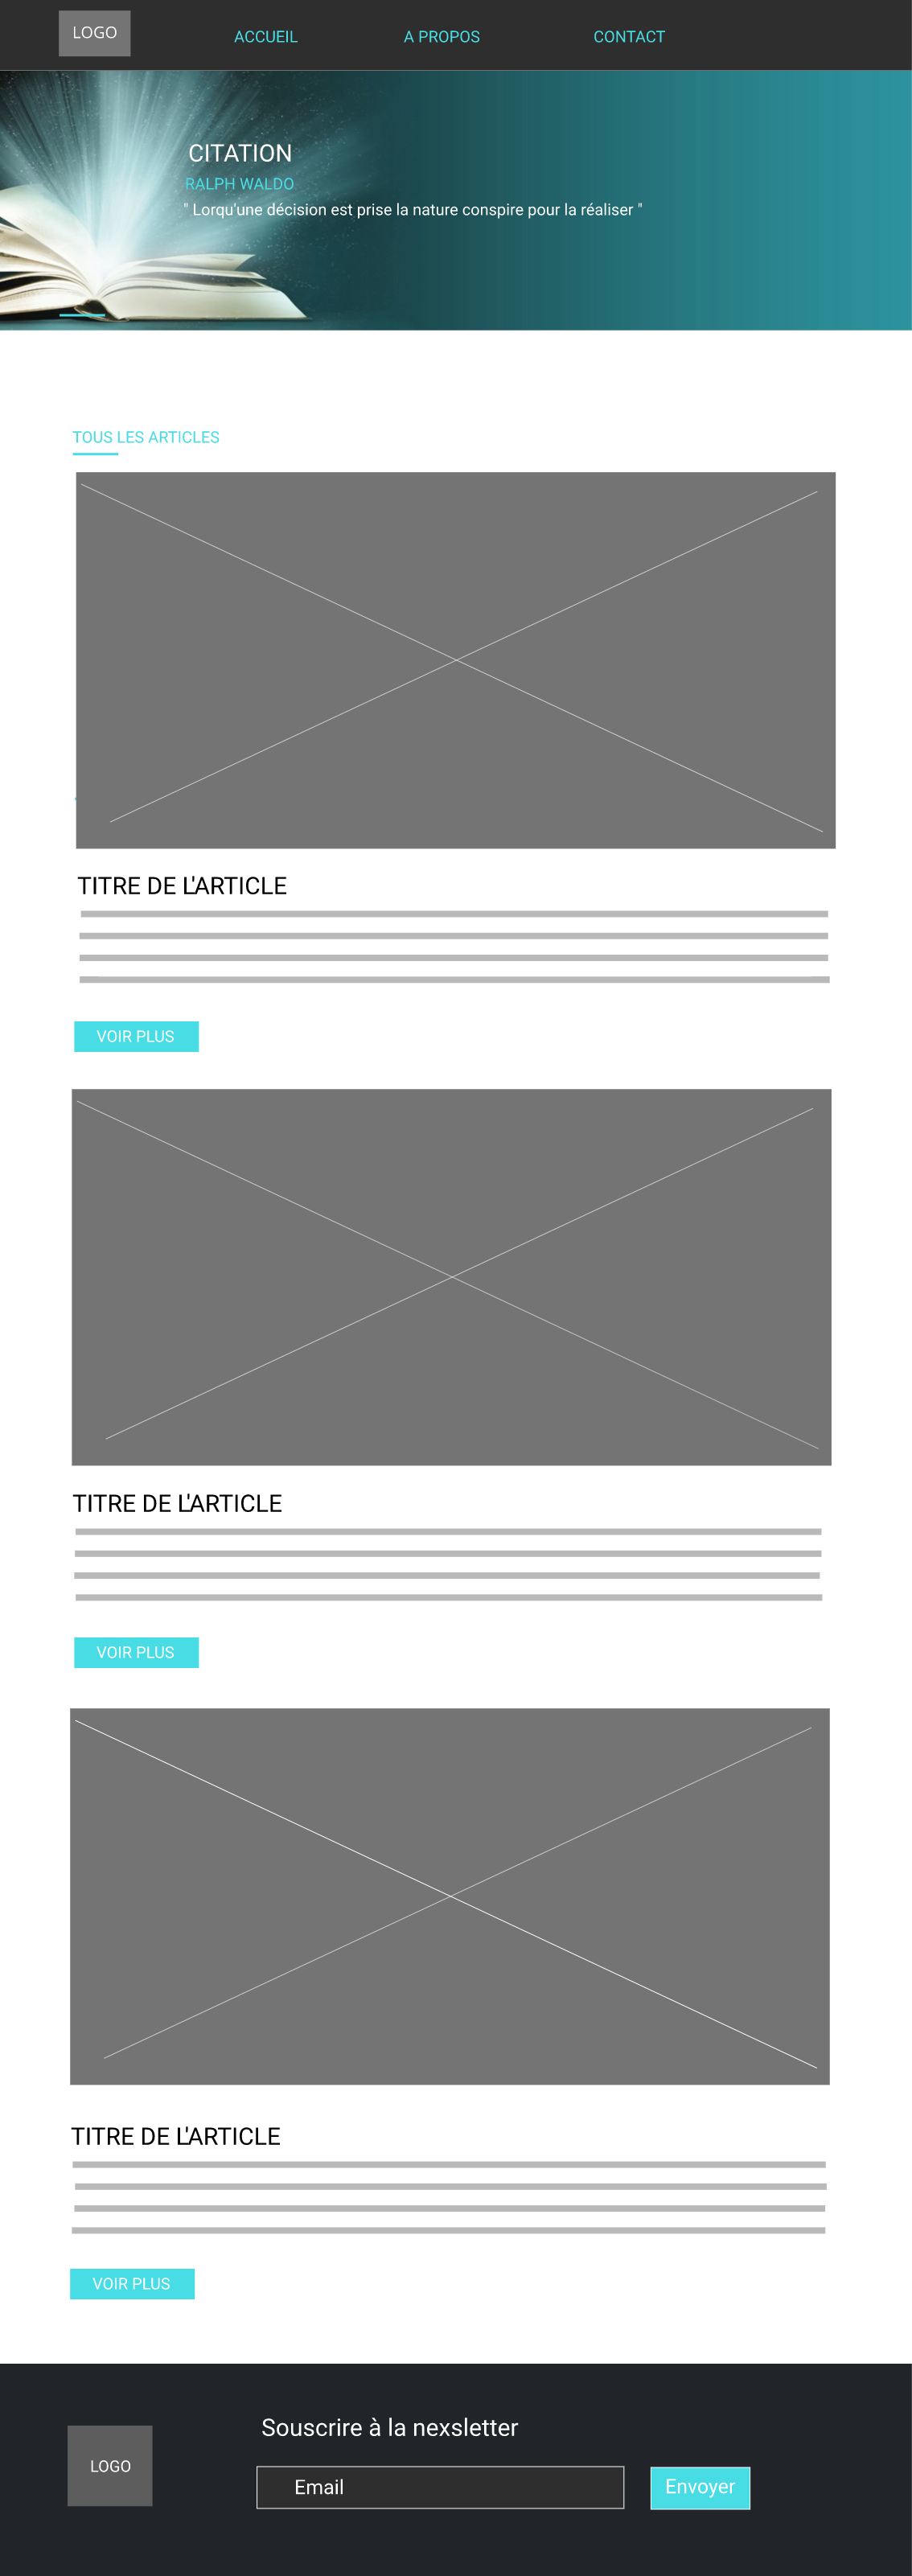 LOGO
ACCUEIL
A PROPOS
CONTACT
CITATION
RALPH WALDO
" Lorqu'une décision est prise la nature conspire pour la réaliser "
TOUS LES ARTICLES
TITRE DE L'ARTICLE
VOIR PLUS
TITRE DE L'ARTICLE
VOIR PLUS
TITRE DE L'ARTICLE
VOIR PLUS
LOGO
Souscrire à la nexsletter
Email
Envoyer